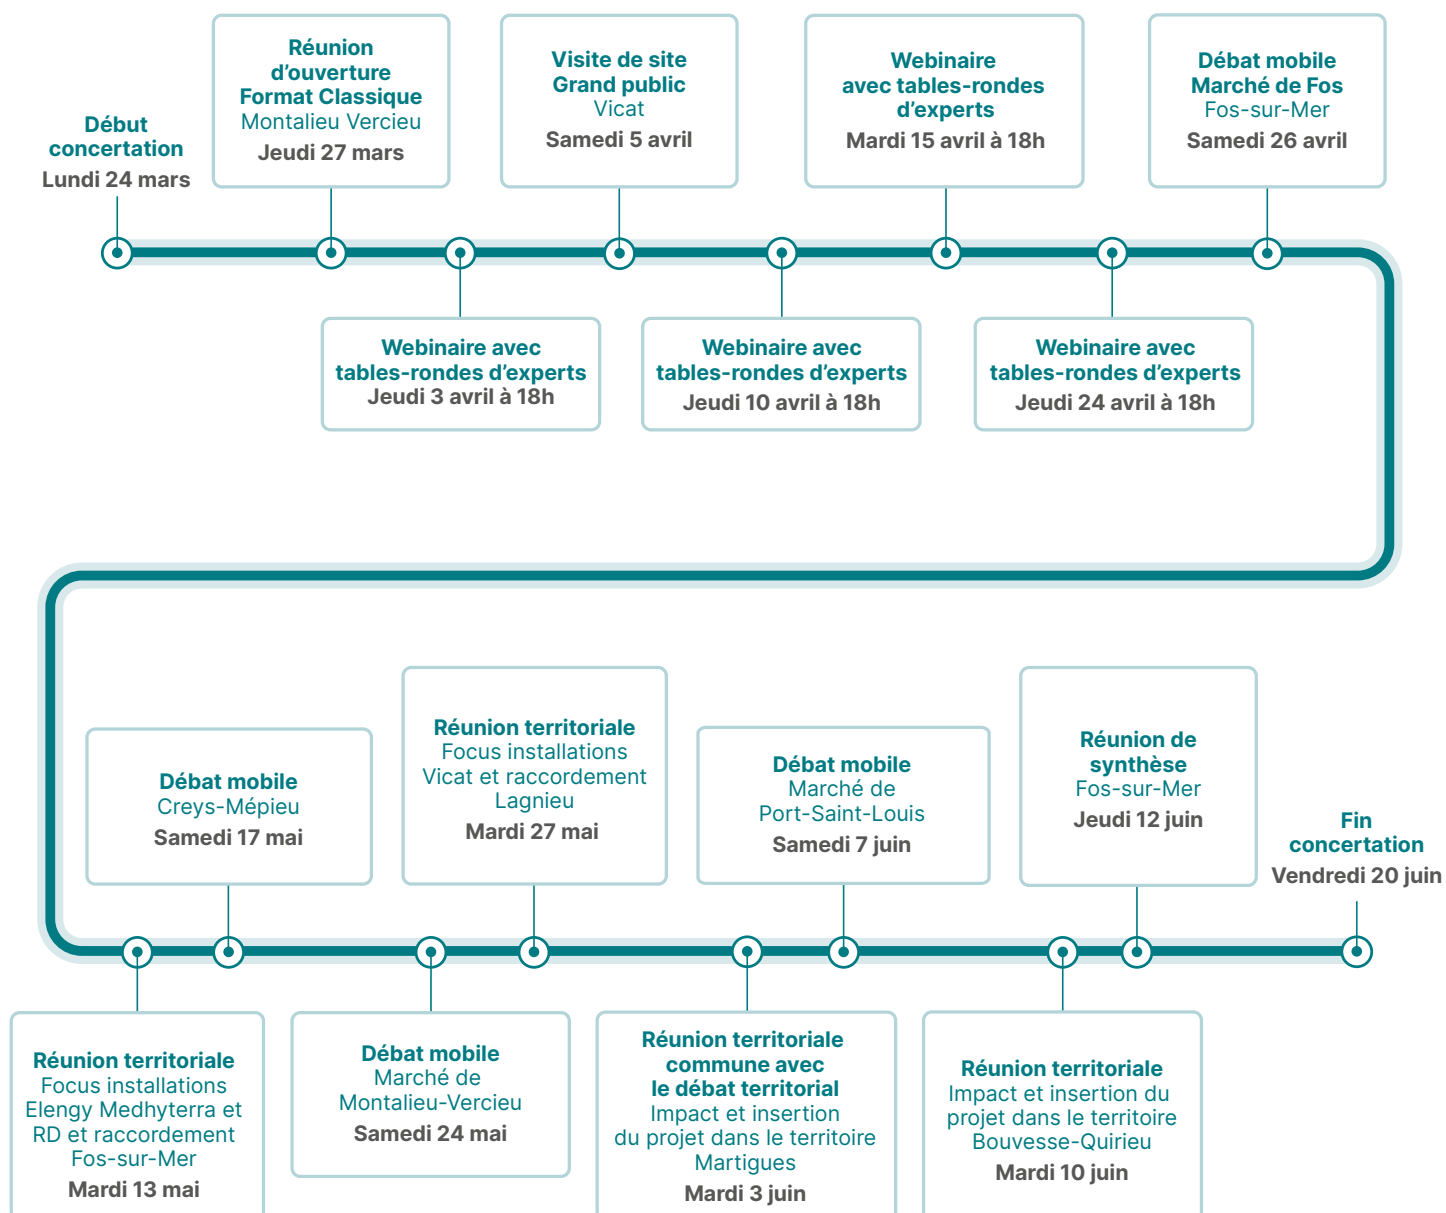 Début
concertation
Lundi 24 mars
Réunion
d’ouverture
Format Classique
Montalieu Vercieu
Jeudi 27 mars
Webinaire avec
tables-rondes d’experts
Jeudi 3 avril à 18h
Visite de site
Grand public
Vicat
Samedi 5 avril
Webinaire avec
tables-rondes d’experts
Jeudi 10 avril à 18h
Webinaire
avec tables-rondes
d’experts
Mardi 15 avril à 18h
Webinaire avec
tables-rondes d’experts
Jeudi 24 avril à 18h
Débat mobile
Marché de Fos
Fos-sur-Mer
Samedi 26 avril
Réunion territoriale
Focus installations
Elengy Medhyterra et
RD et raccordement
Fos-sur-Mer
Mardi 13 mai
Débat mobile
Creys-Mépieu
Samedi 17 mai
Débat mobile
Marché de
Montalieu-Vercieu
Samedi 24 mai
Réunion territoriale
Focus installations
Vicat et raccordement
Lagnieu
Mardi 27 mai
Réunion territoriale
commune avec
le débat territorial
Impact et insertion
du projet dans le territoire
Martigues
Mardi 3 juin
Débat mobile
Marché de
Port-Saint-Louis
Samedi 7 juin
Réunion territoriale
Impact et insertion du
projet dans le territoire
Bouvesse-Quirieu
Mardi 10 juin
Réunion de
synthèse
Fos-sur-Mer
Jeudi 12 juin
Fin
concertation
Vendredi 20 juin